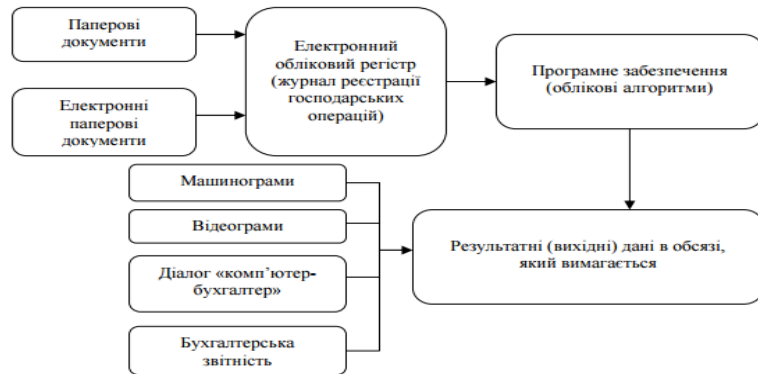 Паперові
документи
Електронні
паперові
документи
Електронний
обліковий регістр
(журнал реєстрації
господарських
операцій)
Програмне забезпечення
(облікові алгоритми)
Машинограми
Відеограми
Діалог «комп’ютер-
бухгалтер»
Бухгалтерська
звітність
Результатні (вихідні) дані в обсязі,
який вимагається